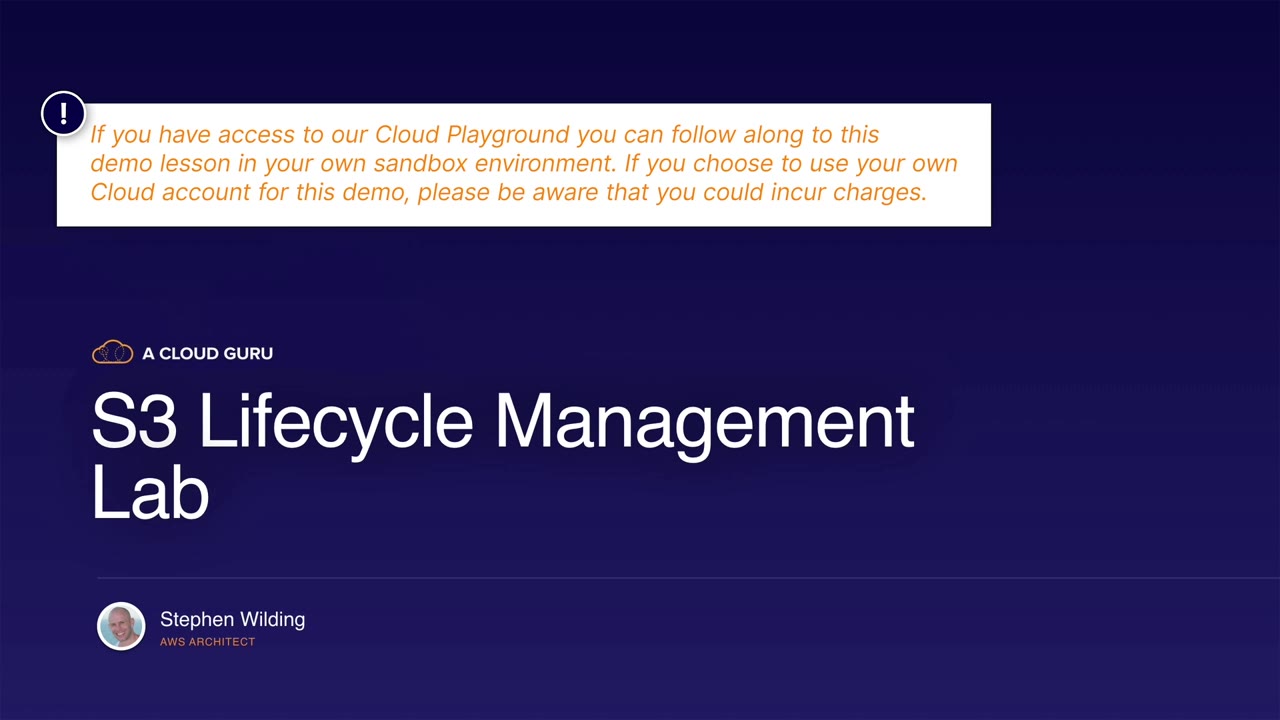 !
If you have access to our Cloud Playground you can follow along to this
demo lesson in your own sandbox environment. If you choose to use your own
Cloud account for this demo, please be aware that you could incur charges.
A CLOUD GURU
S3 Lifecycle Management
Lab
Stephen Wilding
AWS ARCHITECT